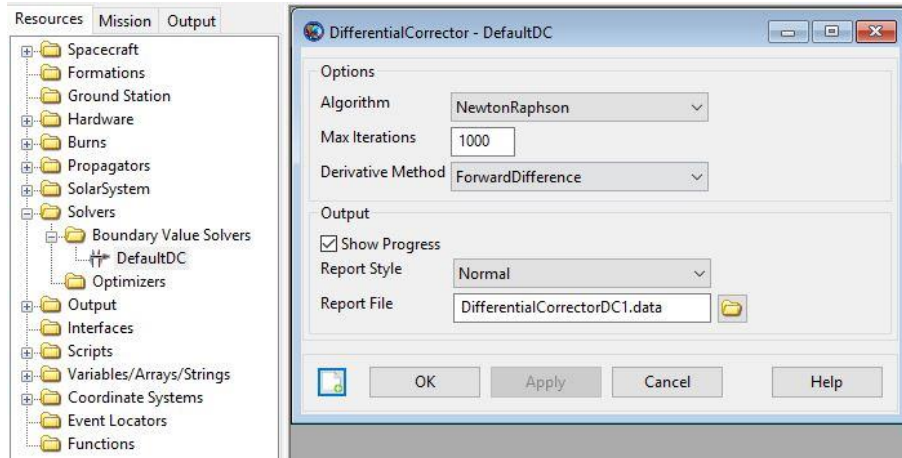 Resources Mission Output
Spacecraft
Formations
Ground Station
Hardware
Burns
Propagators
SolarSystem
Solvers
Boundary Value Solvers
DefaultDC
Optimizers
Output
Interfaces
Scripts
Variables/Arrays/Strings
Coordinate Systems
Event Locators
Functions
DifferentialCorrector - DefaultDC
Options
Algorithm NewtonRaphson
Max Iterations 1000
Derivative Method ForwardDifference
Output
Show Progress
Report Style Normal
Report File DifferentialCorrectorDC1.data
OK Apply Cancel Help